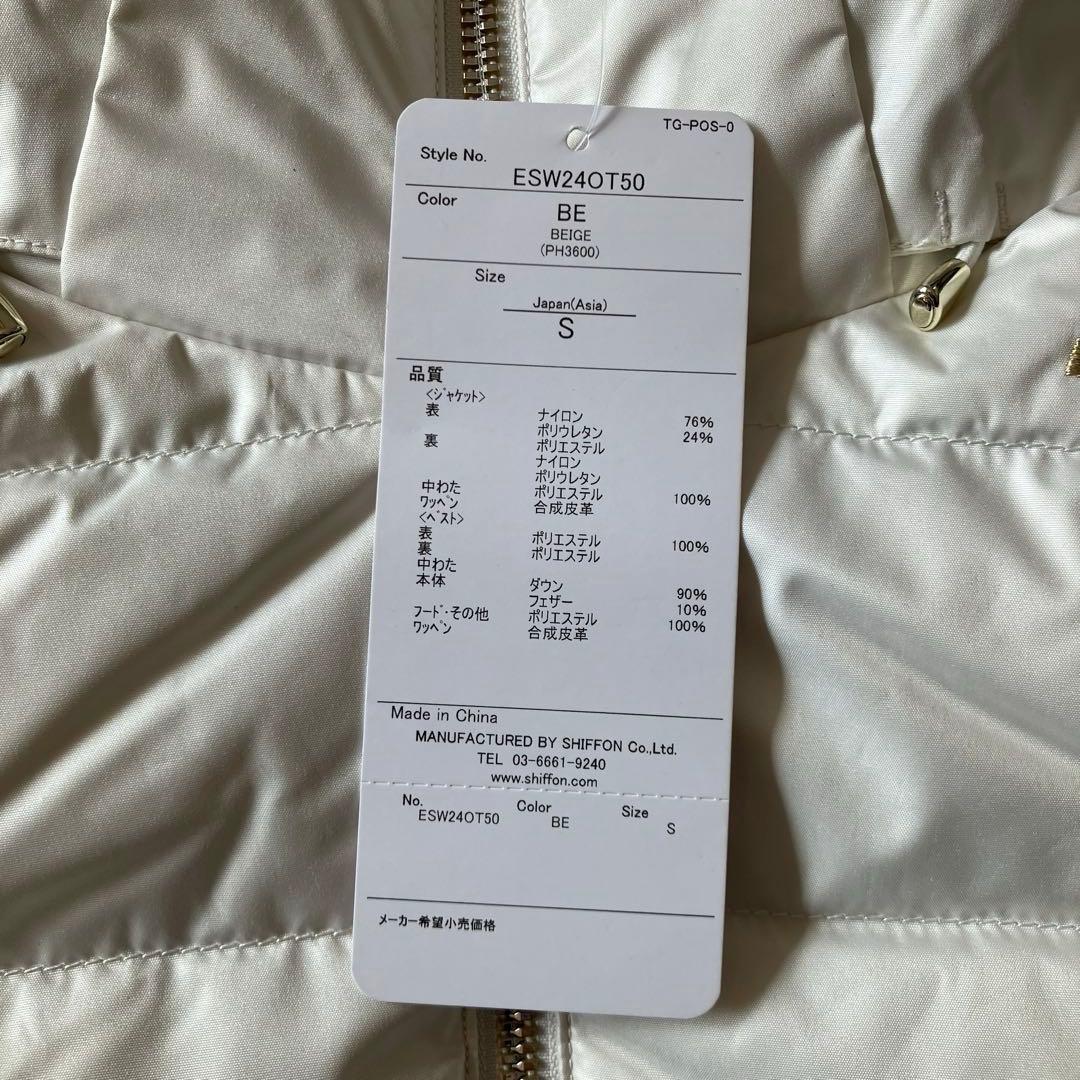 TG-POS-0
Style No.
ESW24OT50
Color
BE
BEIGE
(PH3600)
Size
Japan(Asia)
S
品質
<ｼﾞｬｹｯﾄ>
表 ナイロン 76%
ポリウレタン 24%
裏 ポリエステル
ナイロン
ポリウレタン
中わた ポリエステル 100%
ﾜｯﾍﾟﾝ 合成皮革
<ﾍﾞｽﾄ>
表 ポリエステル 100%
裏 ポリエステル
中わた
本体 ダウン 90%
フェザー 10%
ﾌｰﾄﾞ･その他 ポリエステル 100%
ﾜｯﾍﾟﾝ 合成皮革
Made in China
MANUFACTURED BY SHIFFON Co.,Ltd.
TEL 03-6661-9240
www.shiffon.com
No. Color Size
ESW24OT50 BE S
メーカー希望小売価格